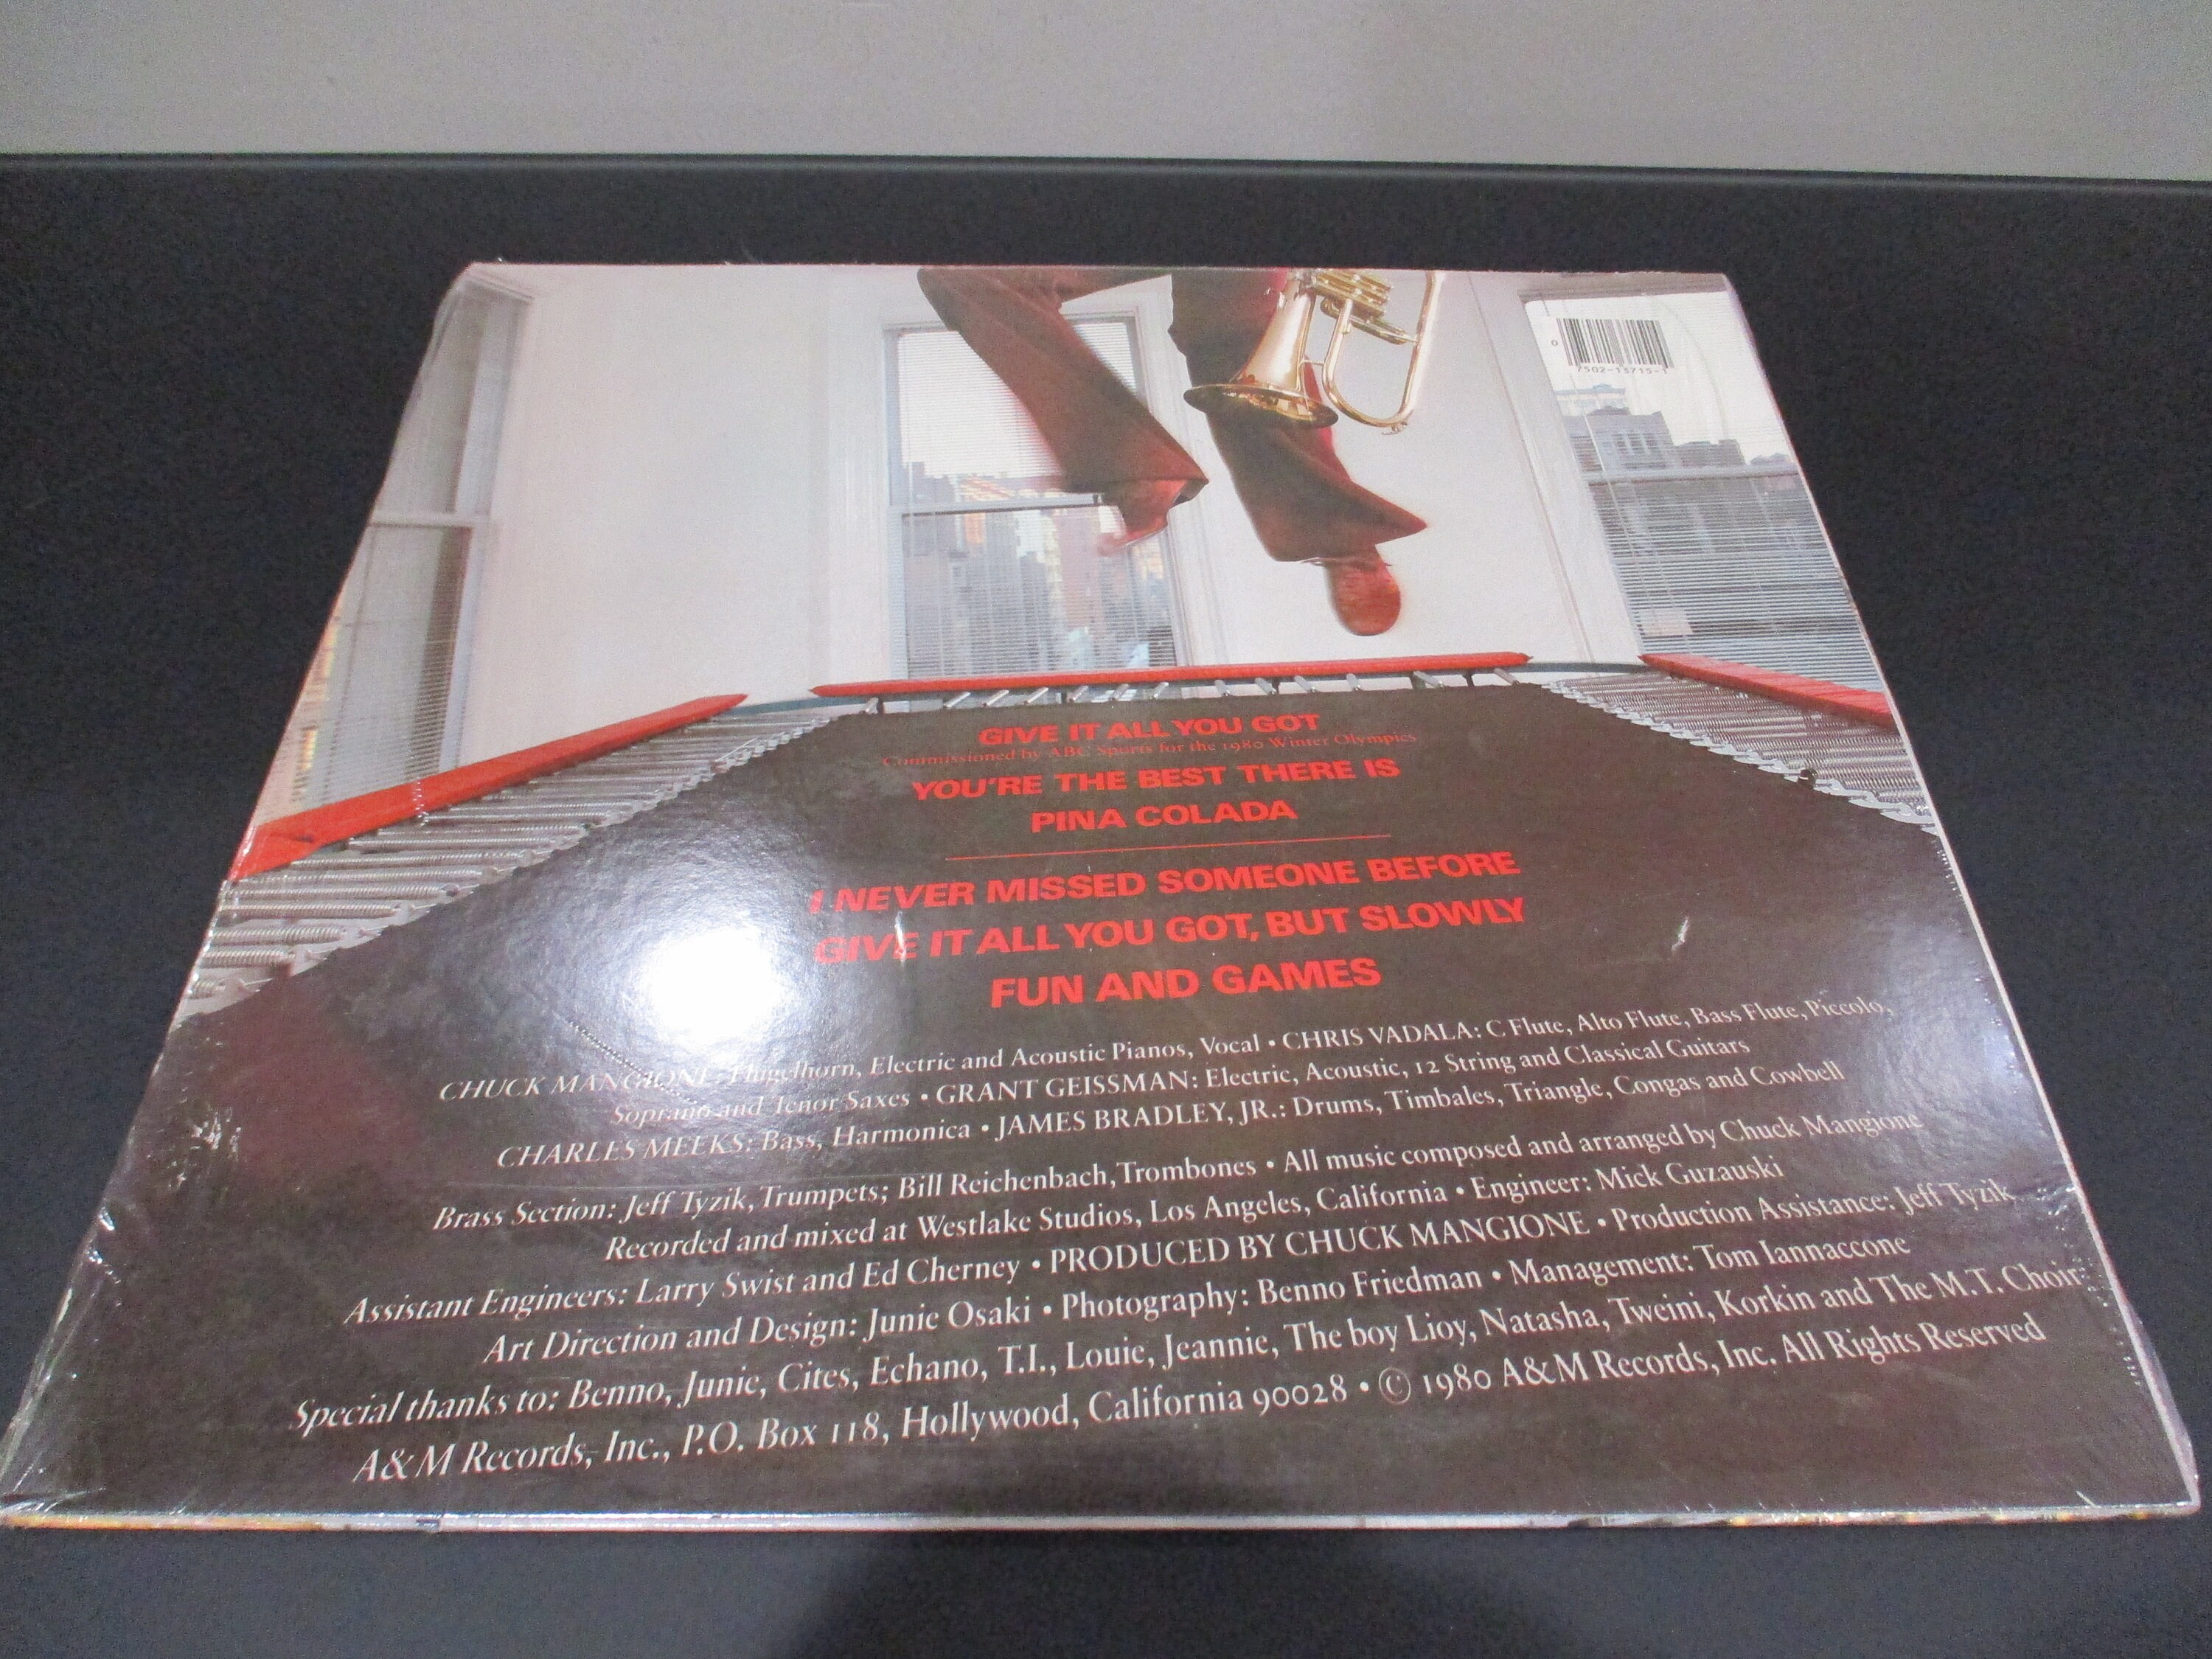 0
7502-13715-1
GIVE IT ALL YOU GOT
Commissioned by ABC Sports for the 1980 Winter Olympics
YOU'RE THE BEST THERE IS
PINA COLADA
I NEVER MISSED SOMEONE BEFORE
GIVE IT ALL YOU GOT, BUT SLOWLY
FUN AND GAMES
CHUCK MANGIONE: Flugelhorn, Electric and Acoustic Pianos, Vocal • CHRIS VADALA: C Flute, Alto Flute, Bass Flute, Piccolo,
Soprano and Tenor Saxes • GRANT GEISSMAN: Electric, Acoustic, 12 String and Classical Guitars
CHARLES MEEKS: Bass, Harmonica • JAMES BRADLEY, JR.: Drums, Timbales, Triangle, Congas and Cowbell
Brass Section: Jeff Tyzik, Trumpets; Bill Reichenbach, Trombones • All music composed and arranged by Chuck Mangione
Recorded and mixed at Westlake Studios, Los Angeles, California • Engineer: Mick Guzauski
Assistant Engineers: Larry Swist and Ed Cherney • PRODUCED BY CHUCK MANGIONE • Production Assistance: Jeff Tyzik
Art Direction and Design: Junie Osaki • Photography: Benno Friedman • Management: Tom Iannaccone
Special thanks to: Benno, Junie, Cites, Echano, T.I., Louie, Jeannie, The boy Lioy, Natasha, Tweini, Korkin and The M.T. Choir
A&M Records, Inc., P.O. Box 118, Hollywood, California 90028 • © 1980 A&M Records, Inc. All Rights Reserved